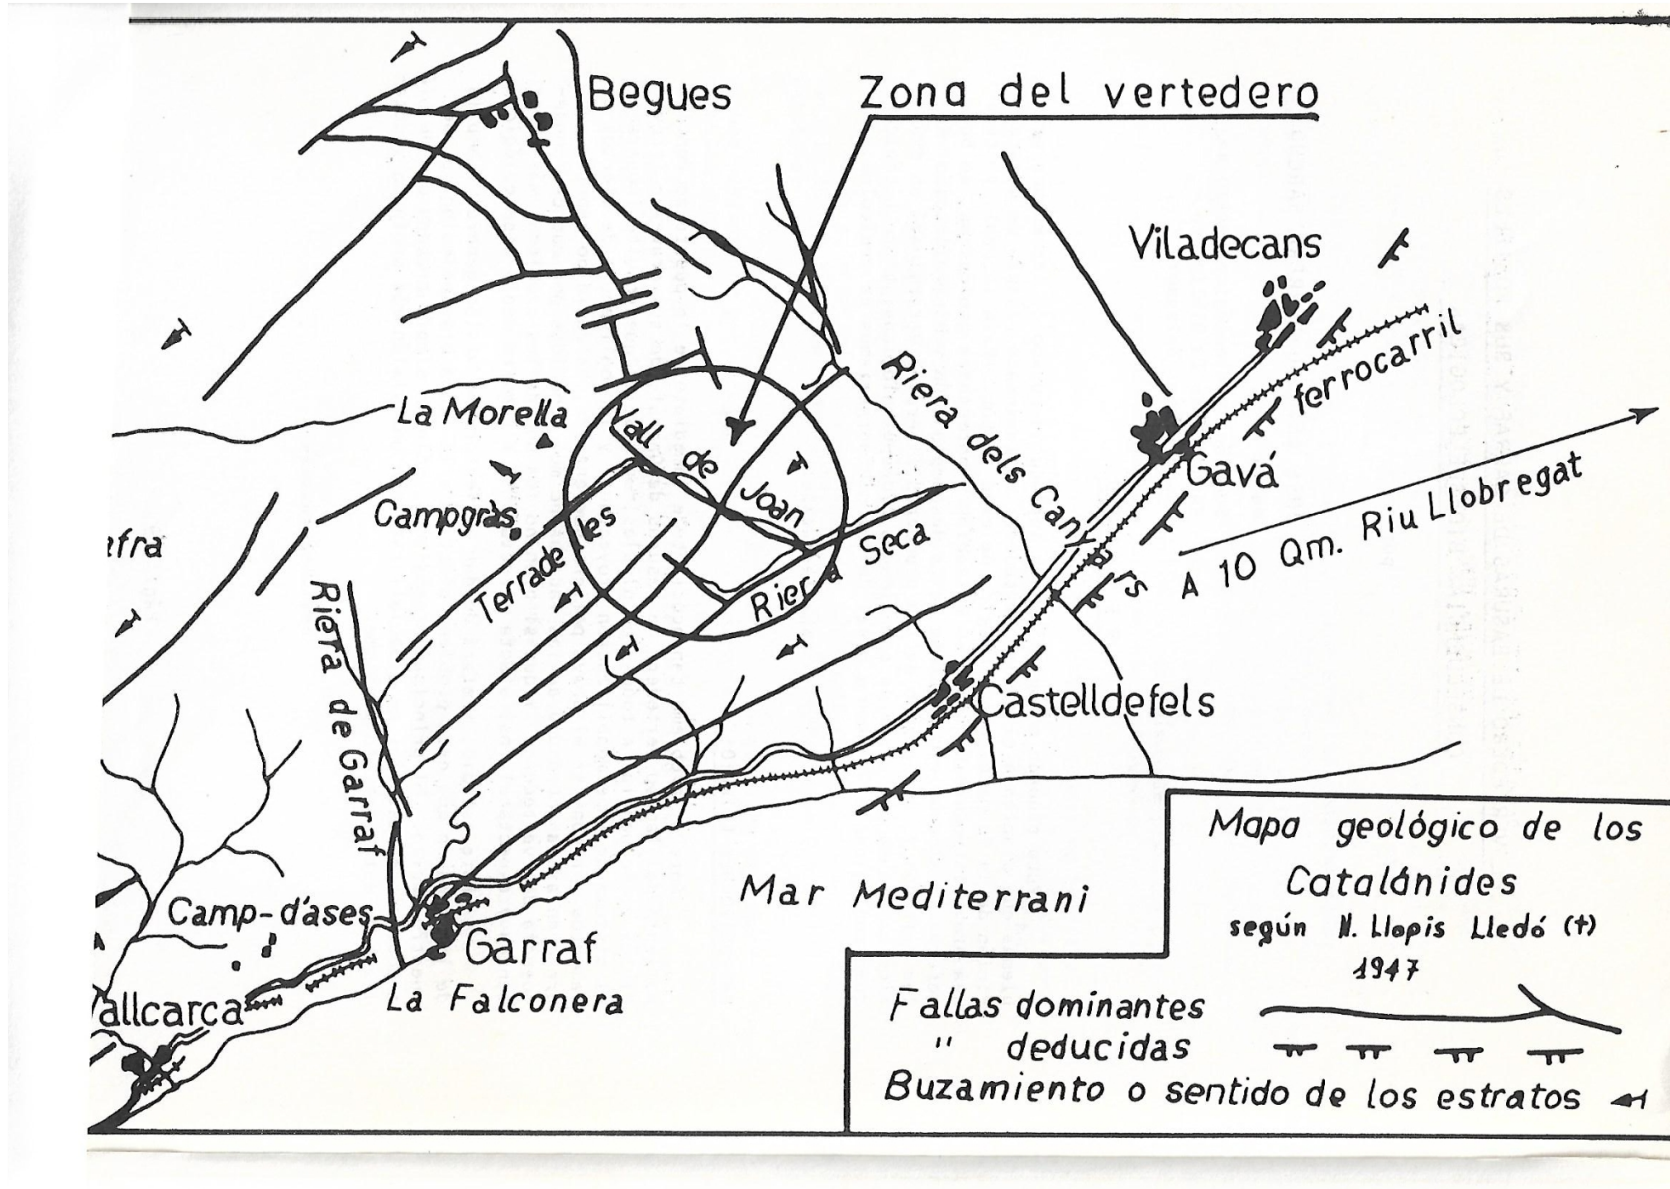 Begues
Zona del vertedero
Viladecans
ferrocarril
Riera dels Canyars
La Morella
Vall de Joan
Gavá
Campgràs
A 10 Qm. Riu Llobregat
Terrade les
Riera Seca
Riera de Garraf
Castelldefels
Mar Mediterrani
Camp-d'ases
Garraf
La Falconera
allcarca
Mapa geológico de los
Catalánides
según N. Llopis Lledó (†)
1947
Fallas dominantes
" deducidas
Buzamiento o sentido de los estratos